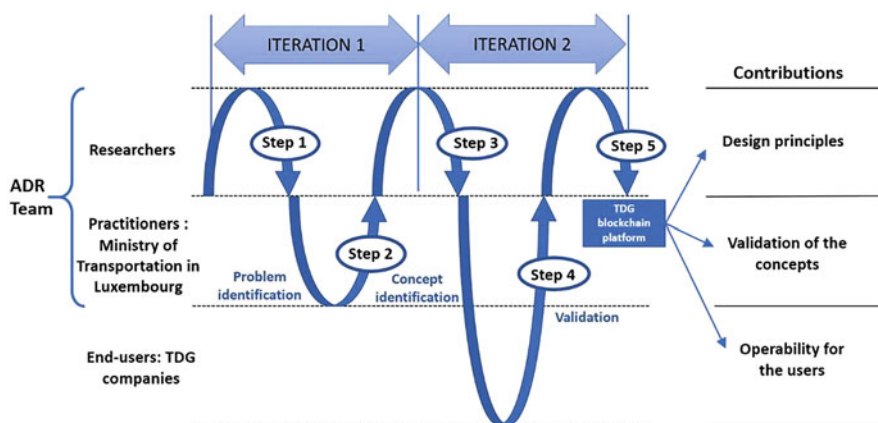 ITERATION 1
ITERATION 2
Contributions
Researchers
Step 1
Step 3
Step 5
Design principles
ADR
Team
Practitioners :
Ministry of
Transportation in
Luxembourg
TDG
blockchain
platform
Step 2
Step 4
Problem
identification
Concept
identification
Validation
Validation of the
concepts
End-users: TDG
companies
Operability for
the users